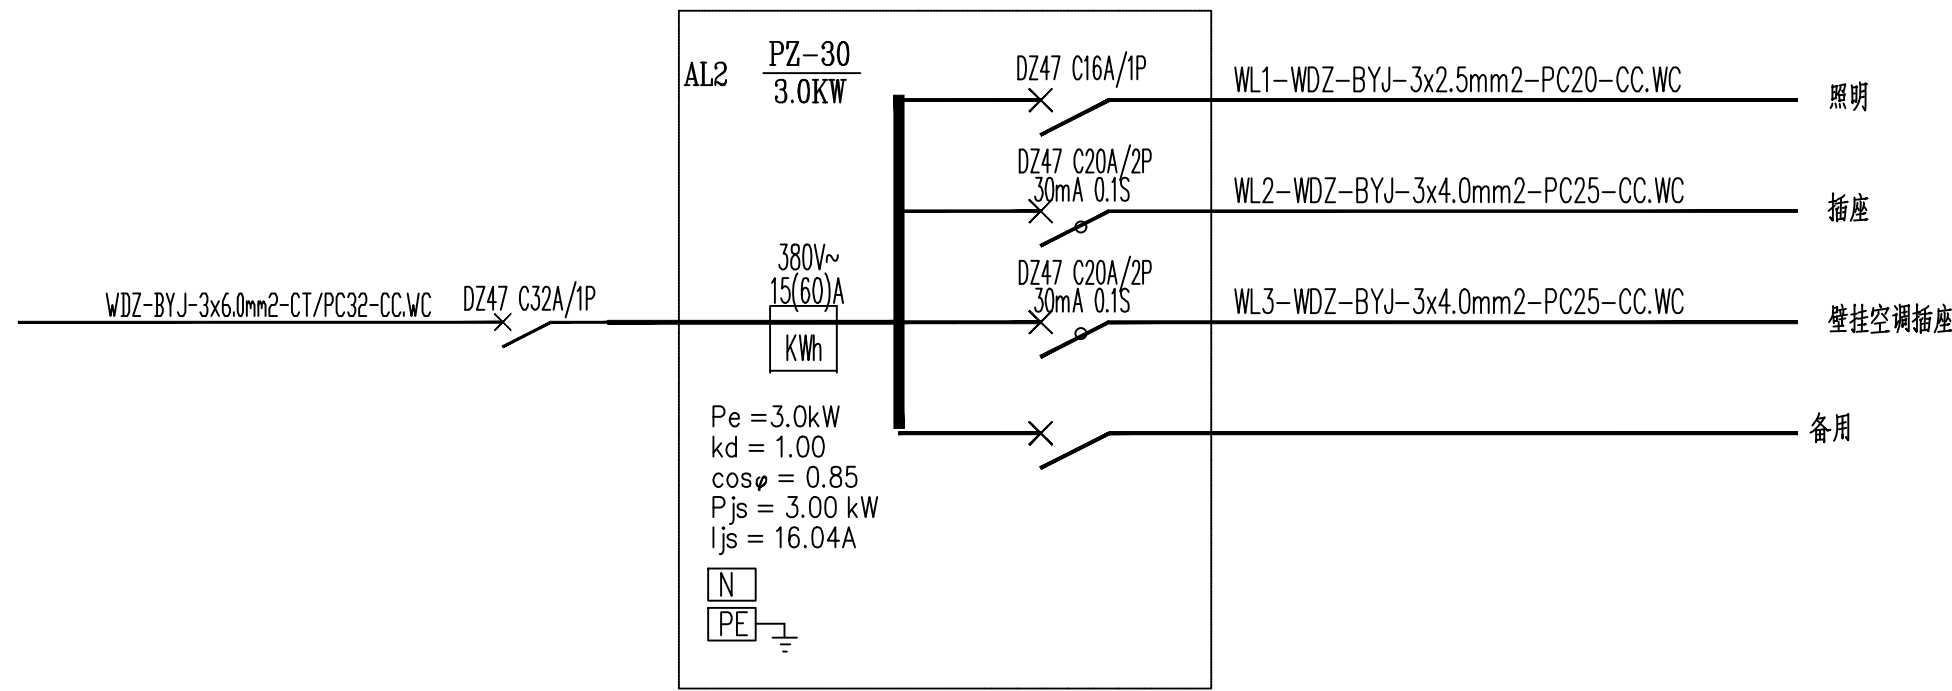 AL2
PZ-30
3.0KW
DZ47 C16A/1P
WL1-WDZ-BYJ-3x2.5mm2-PC20-CC.WC
照明
DZ47 C20A/2P
30mA 0.1S
WL2-WDZ-BYJ-3x4.0mm2-PC25-CC.WC
插座
WDZ-BYJ-3x6.0mm2-CT/PC32-CC.WC
DZ47 C32A/1P
380V~
15(60)A
KWh
DZ47 C20A/2P
30mA 0.1S
WL3-WDZ-BYJ-3x4.0mm2-PC25-CC.WC
壁挂空调插座
备用
Pe =3.0kW
kd = 1.00
cosφ = 0.85
Pjs = 3.00 kW
Ijs = 16.04A
N
PE